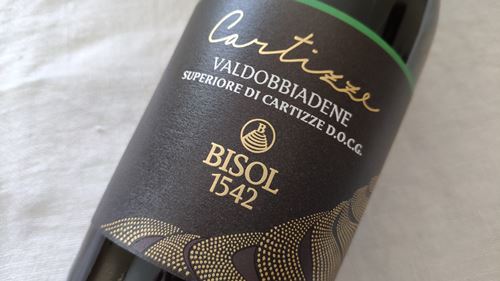 Cartizze
VALDOBBIADENE
SUPERIORE DI CARTIZZE D.O.C.G.
B
BISOL
1542